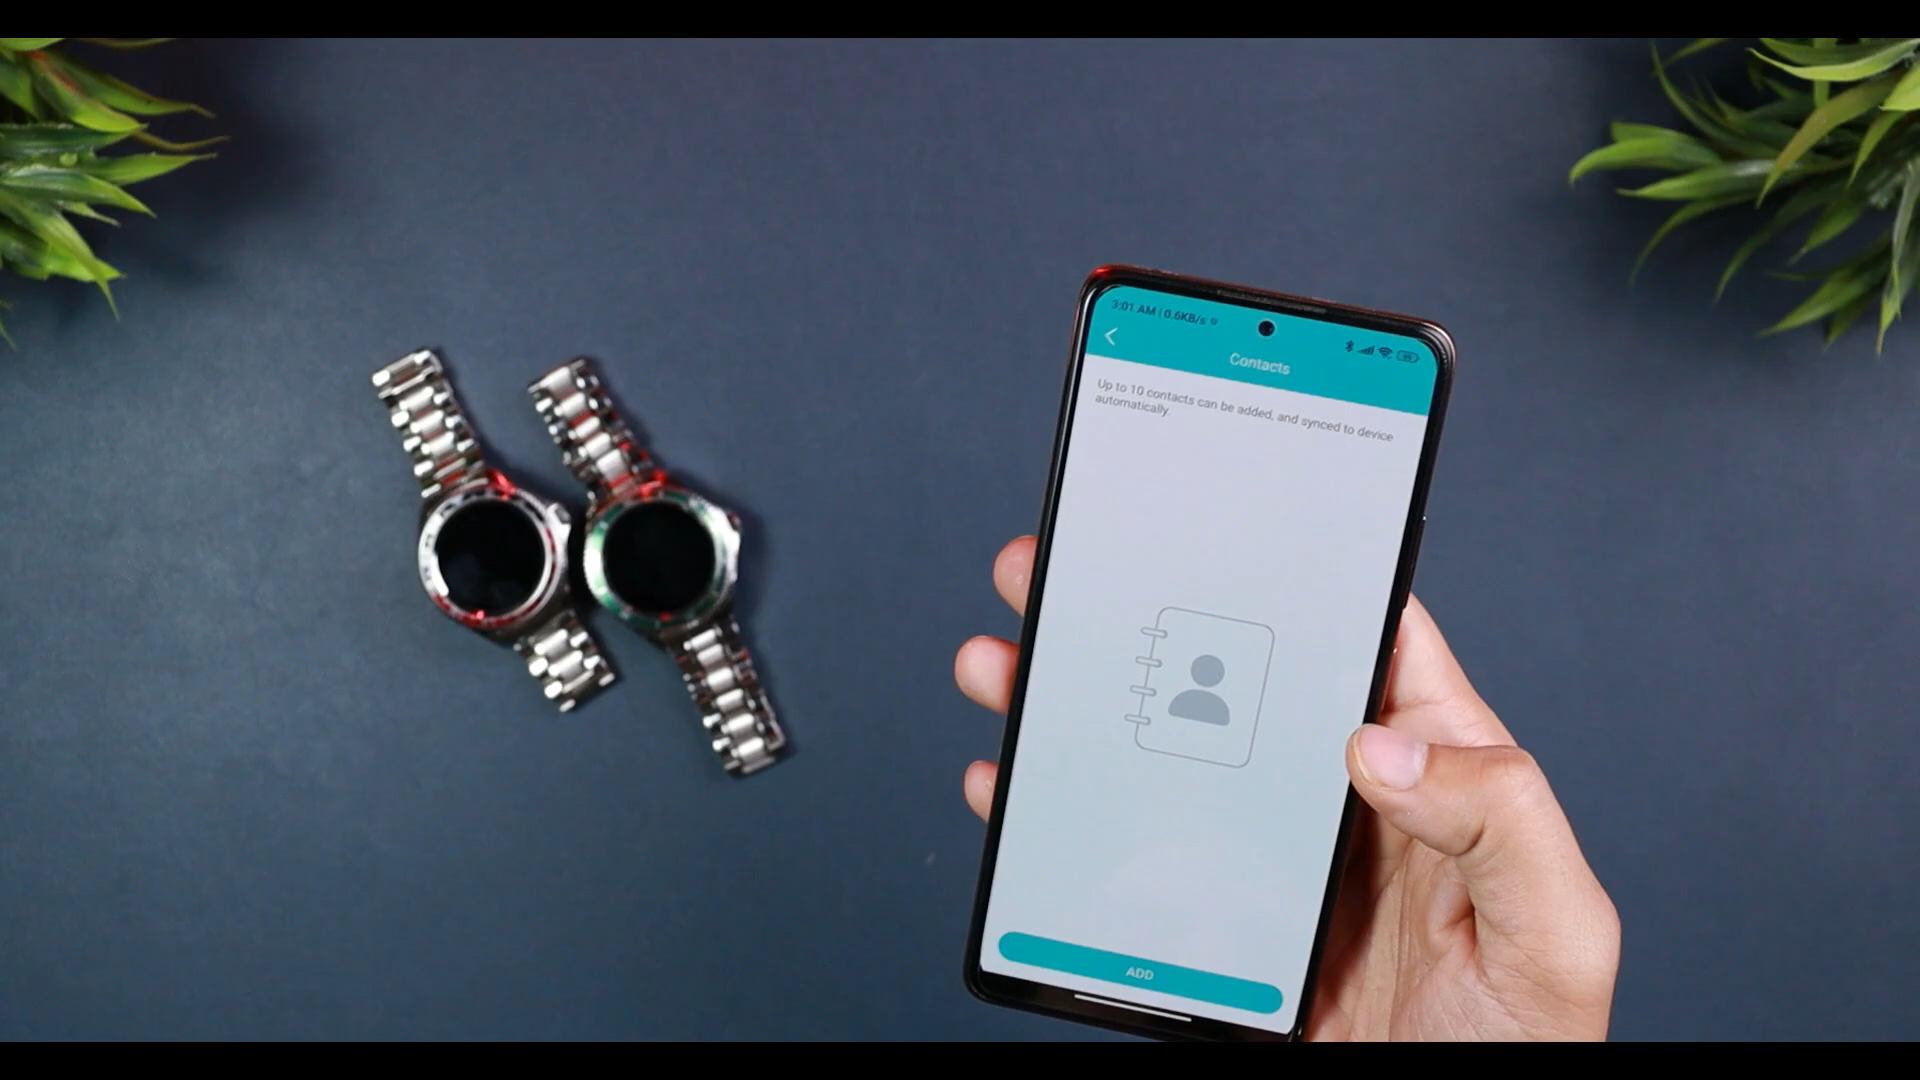 3:01 AM | 0.6KB/s
Contacts
Up to 10 contacts can be added, and synced to device
automatically.
ADD